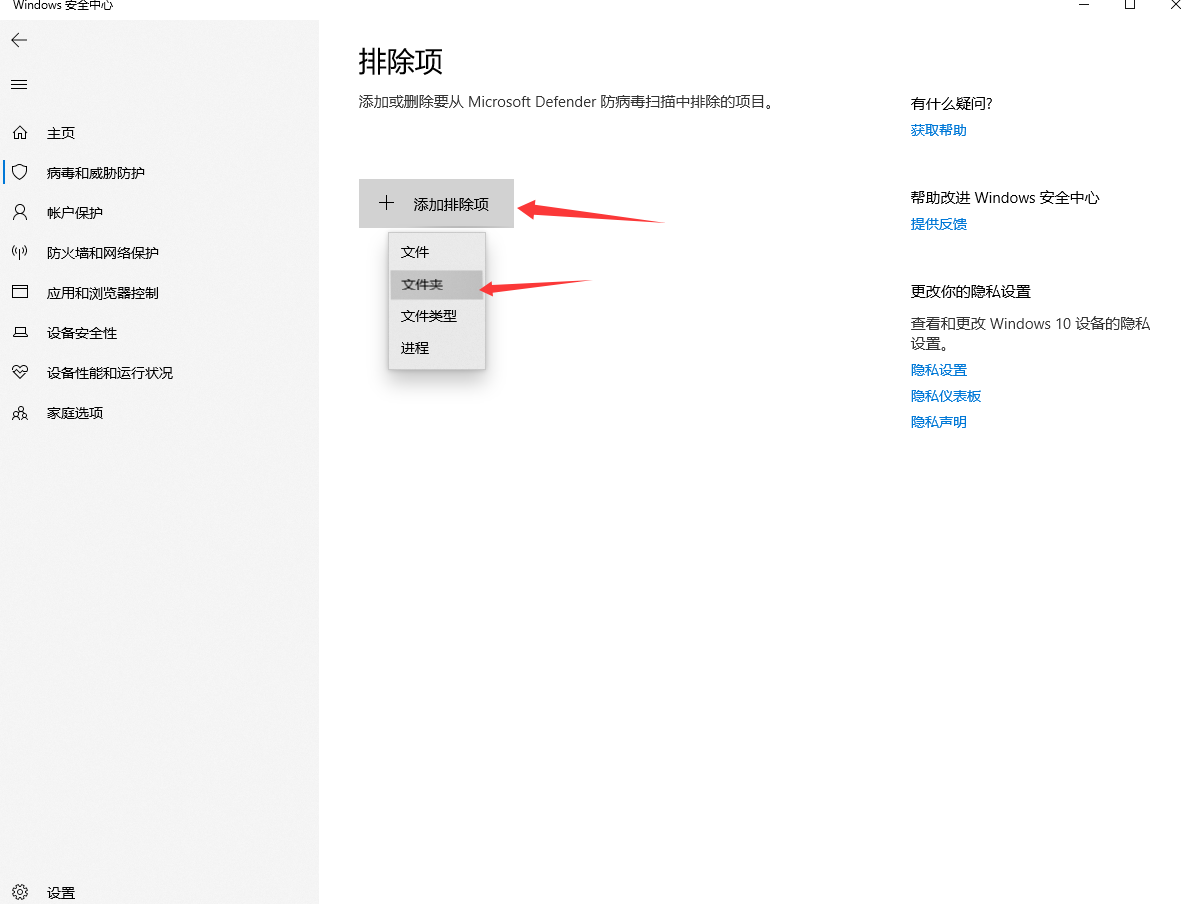 Windows 安全中心
主页
病毒和威胁防护
帐户保护
防火墙和网络保护
应用和浏览器控制
设备安全性
设备性能和运行状况
家庭选项
设置
排除项
添加或删除要从 Microsoft Defender 防病毒扫描中排除的项目。
添加排除项
文件
文件夹
文件类型
进程
有什么疑问?
获取帮助
帮助改进 Windows 安全中心
提供反馈
更改你的隐私设置
查看和更改 Windows 10 设备的隐私
设置。
隐私设置
隐私仪表板
隐私声明